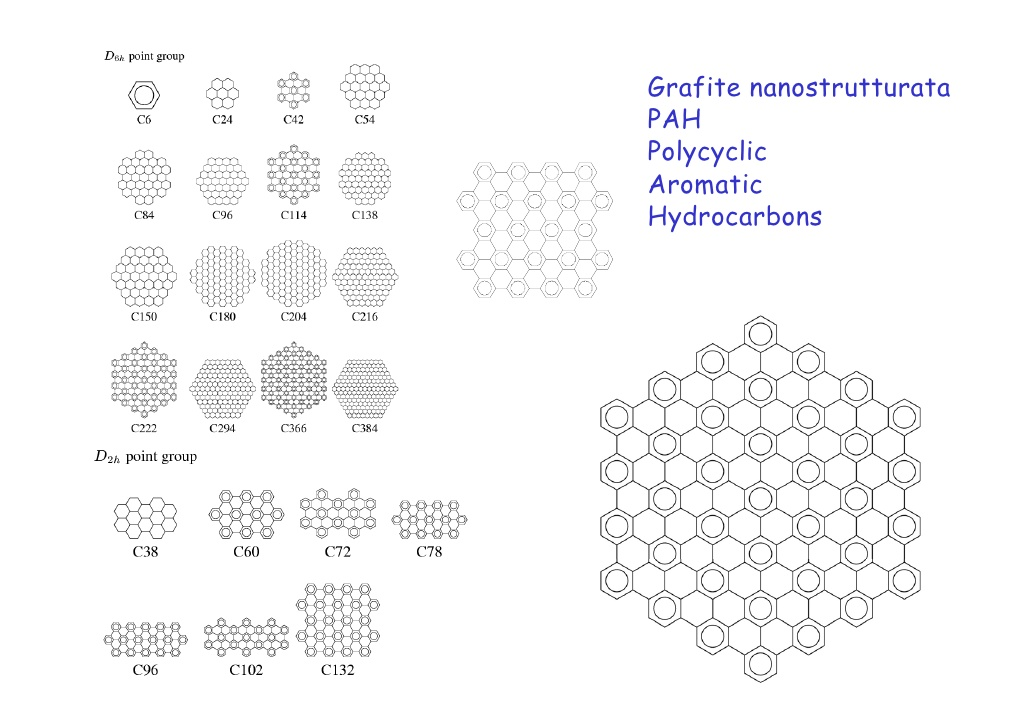 D6h point group
C6 C24 C42 C54
C84 C96 C114 C138
C150 C180 C204 C216
C222 C294 C366 C384
D2h point group
C38 C60 C72 C78
C96 C102 C132
Grafite nanostrutturata
PAH
Polycyclic
Aromatic
Hydrocarbons